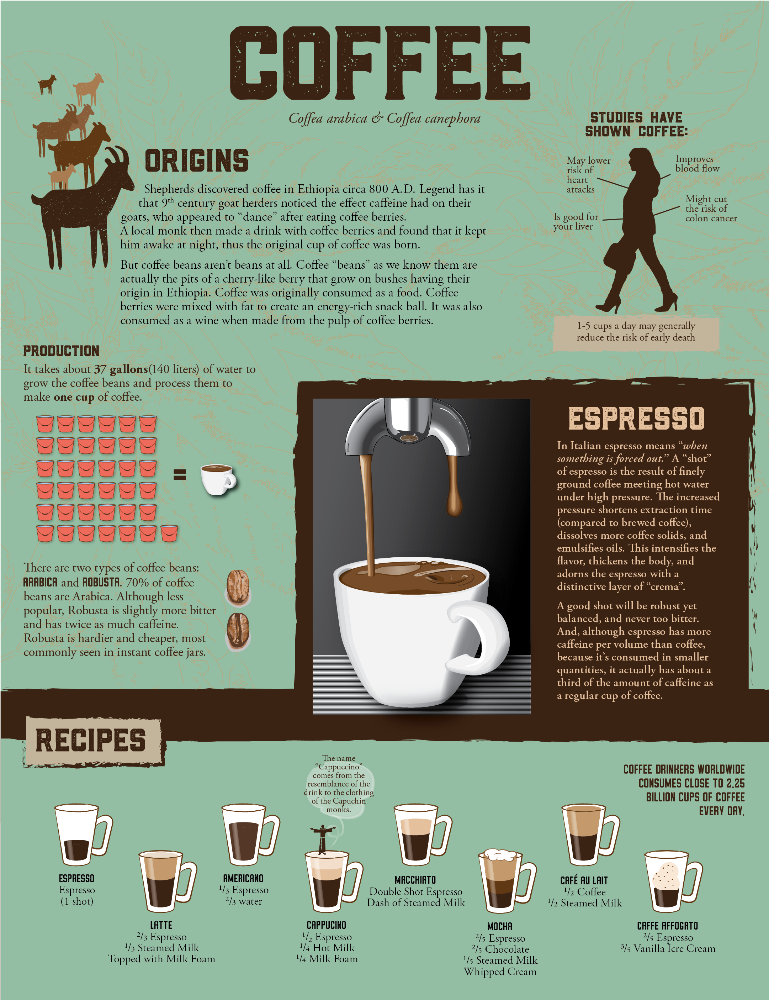 COFFEE
Coffea arabica & Coffea canephora
ORIGINS
Shepherds discovered coffee in Ethiopia circa 800 A.D. Legend has it
that 9th century goat herders noticed the effect caffeine had on their
goats, who appeared to “dance” after eating coffee berries.
A local monk then made a drink with coffee berries and found that it kept
him awake at night, thus the original cup of coffee was born.
But coffee beans aren’t beans at all. Coffee “beans” as we know them are
actually the pits of a cherry-like berry that grow on bushes having their
origin in Ethiopia. Coffee was originally consumed as a food. Coffee
berries were mixed with fat to create an energy-rich snack ball. It was also
consumed as a wine when made from the pulp of coffee berries.
STUDIES HAVE
SHOWN COFFEE:
May lower
risk of
heart
attacks
Improves
blood flow
Might cut
the risk of
colon cancer
Is good for
your liver
1-5 cups a day may generally
reduce the risk of early death
PRODUCTION
It takes about 37 gallons(140 liters) of water to
grow the coffee beans and process them to
make one cup of coffee.
=
There are two types of coffee beans:
ARABICA and ROBUSTA. 70% of coffee
beans are Arabica. Although less
popular, Robusta is slightly more bitter
and has twice as much caffeine.
Robusta is hardier and cheaper, most
commonly seen in instant coffee jars.
ESPRESSO
In Italian espresso means “when
something is forced out.” A “shot”
of espresso is the result of finely
ground coffee meeting hot water
under high pressure. The increased
pressure shortens extraction time
(compared to brewed coffee),
dissolves more coffee solids, and
emulsifies oils. This intensifies the
flavor, thickens the body, and
adorns the espresso with a
distinctive layer of “crema”.
A good shot will be robust yet
balanced, and never too bitter.
And, although espresso has more
caffeine per volume than coffee,
because it’s consumed in smaller
quantities, it actually has about a
third of the amount of caffeine as
a regular cup of coffee.
RECIPES
The name
“Cappuccino”
comes from the
resemblance of the
drink to the clothing
of the Capuchin
monks.
COFFEE DRINKERS WORLDWIDE
CONSUMES CLOSE TO 2.25
BILLION CUPS OF COFFEE
EVERY DAY.
ESPRESSO
Espresso
(1 shot)
LATTE
2/3 Espresso
1/3 Steamed Milk
Topped with Milk Foam
AMERICANO
1/3 Espresso
2/3 water
CAPPUCINO
1/2 Espresso
1/4 Hot Milk
1/4 Milk Foam
MACCHIATO
Double Shot Espresso
Dash of Steamed Milk
MOCHA
2/5 Espresso
2/5 Chocolate
1/5 Steamed Milk
Whipped Cream
CAFÉ AU LAIT
1/2 Coffee
1/2 Steamed Milk
CAFFE AFFOGATO
2/5 Espresso
3/5 Vanilla Icre Cream